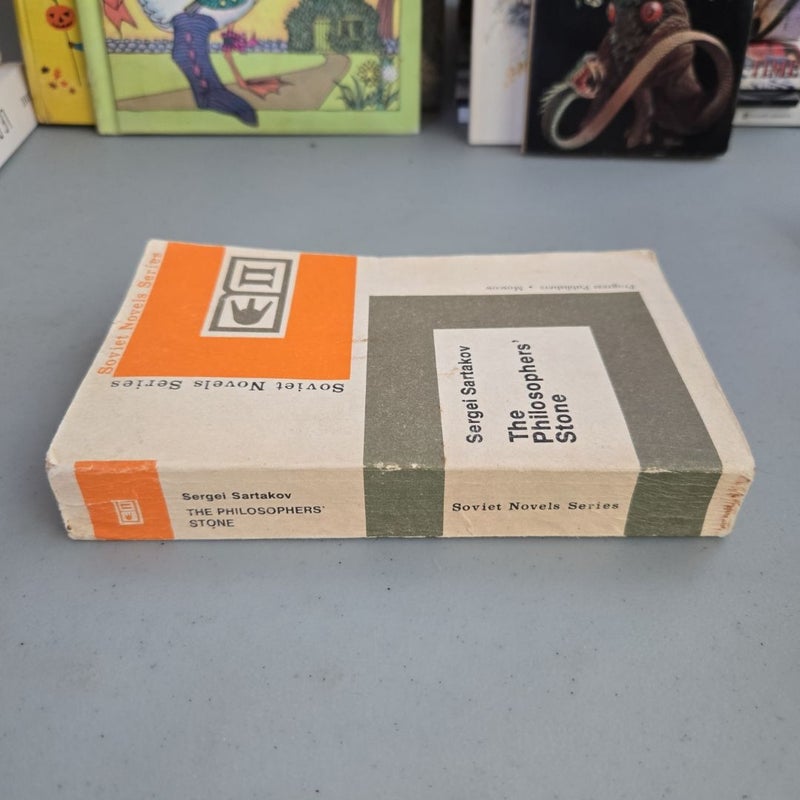 Soviet Novels Series
Soviet Novels Series
Progress Publishers • Moscow
Sergei Sartakov
The
Philosophers'
Stone
Sergei Sartakov
THE PHILOSOPHERS'
STONE
Soviet Novels Series
TIME